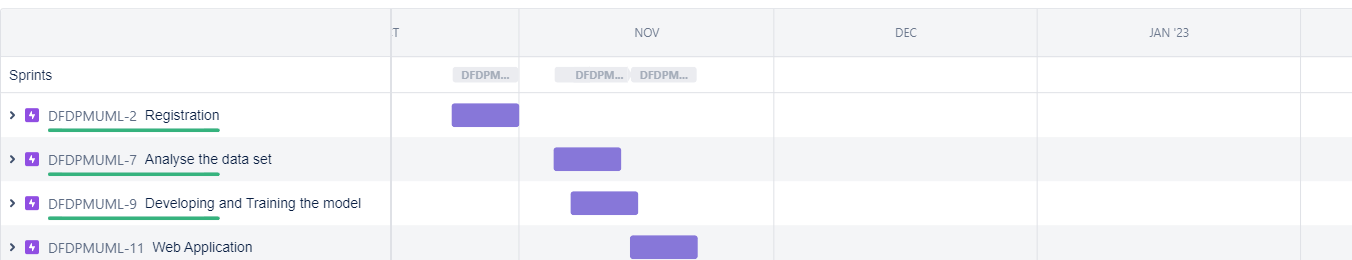 T NOV DEC JAN '23
Sprints DFDPM... DFDPM... DFDPM...
DFDPMUML-2 Registration
DFDPMUML-7 Analyse the data set
DFDPMUML-9 Developing and Training the model
DFDPMUML-11 Web Application